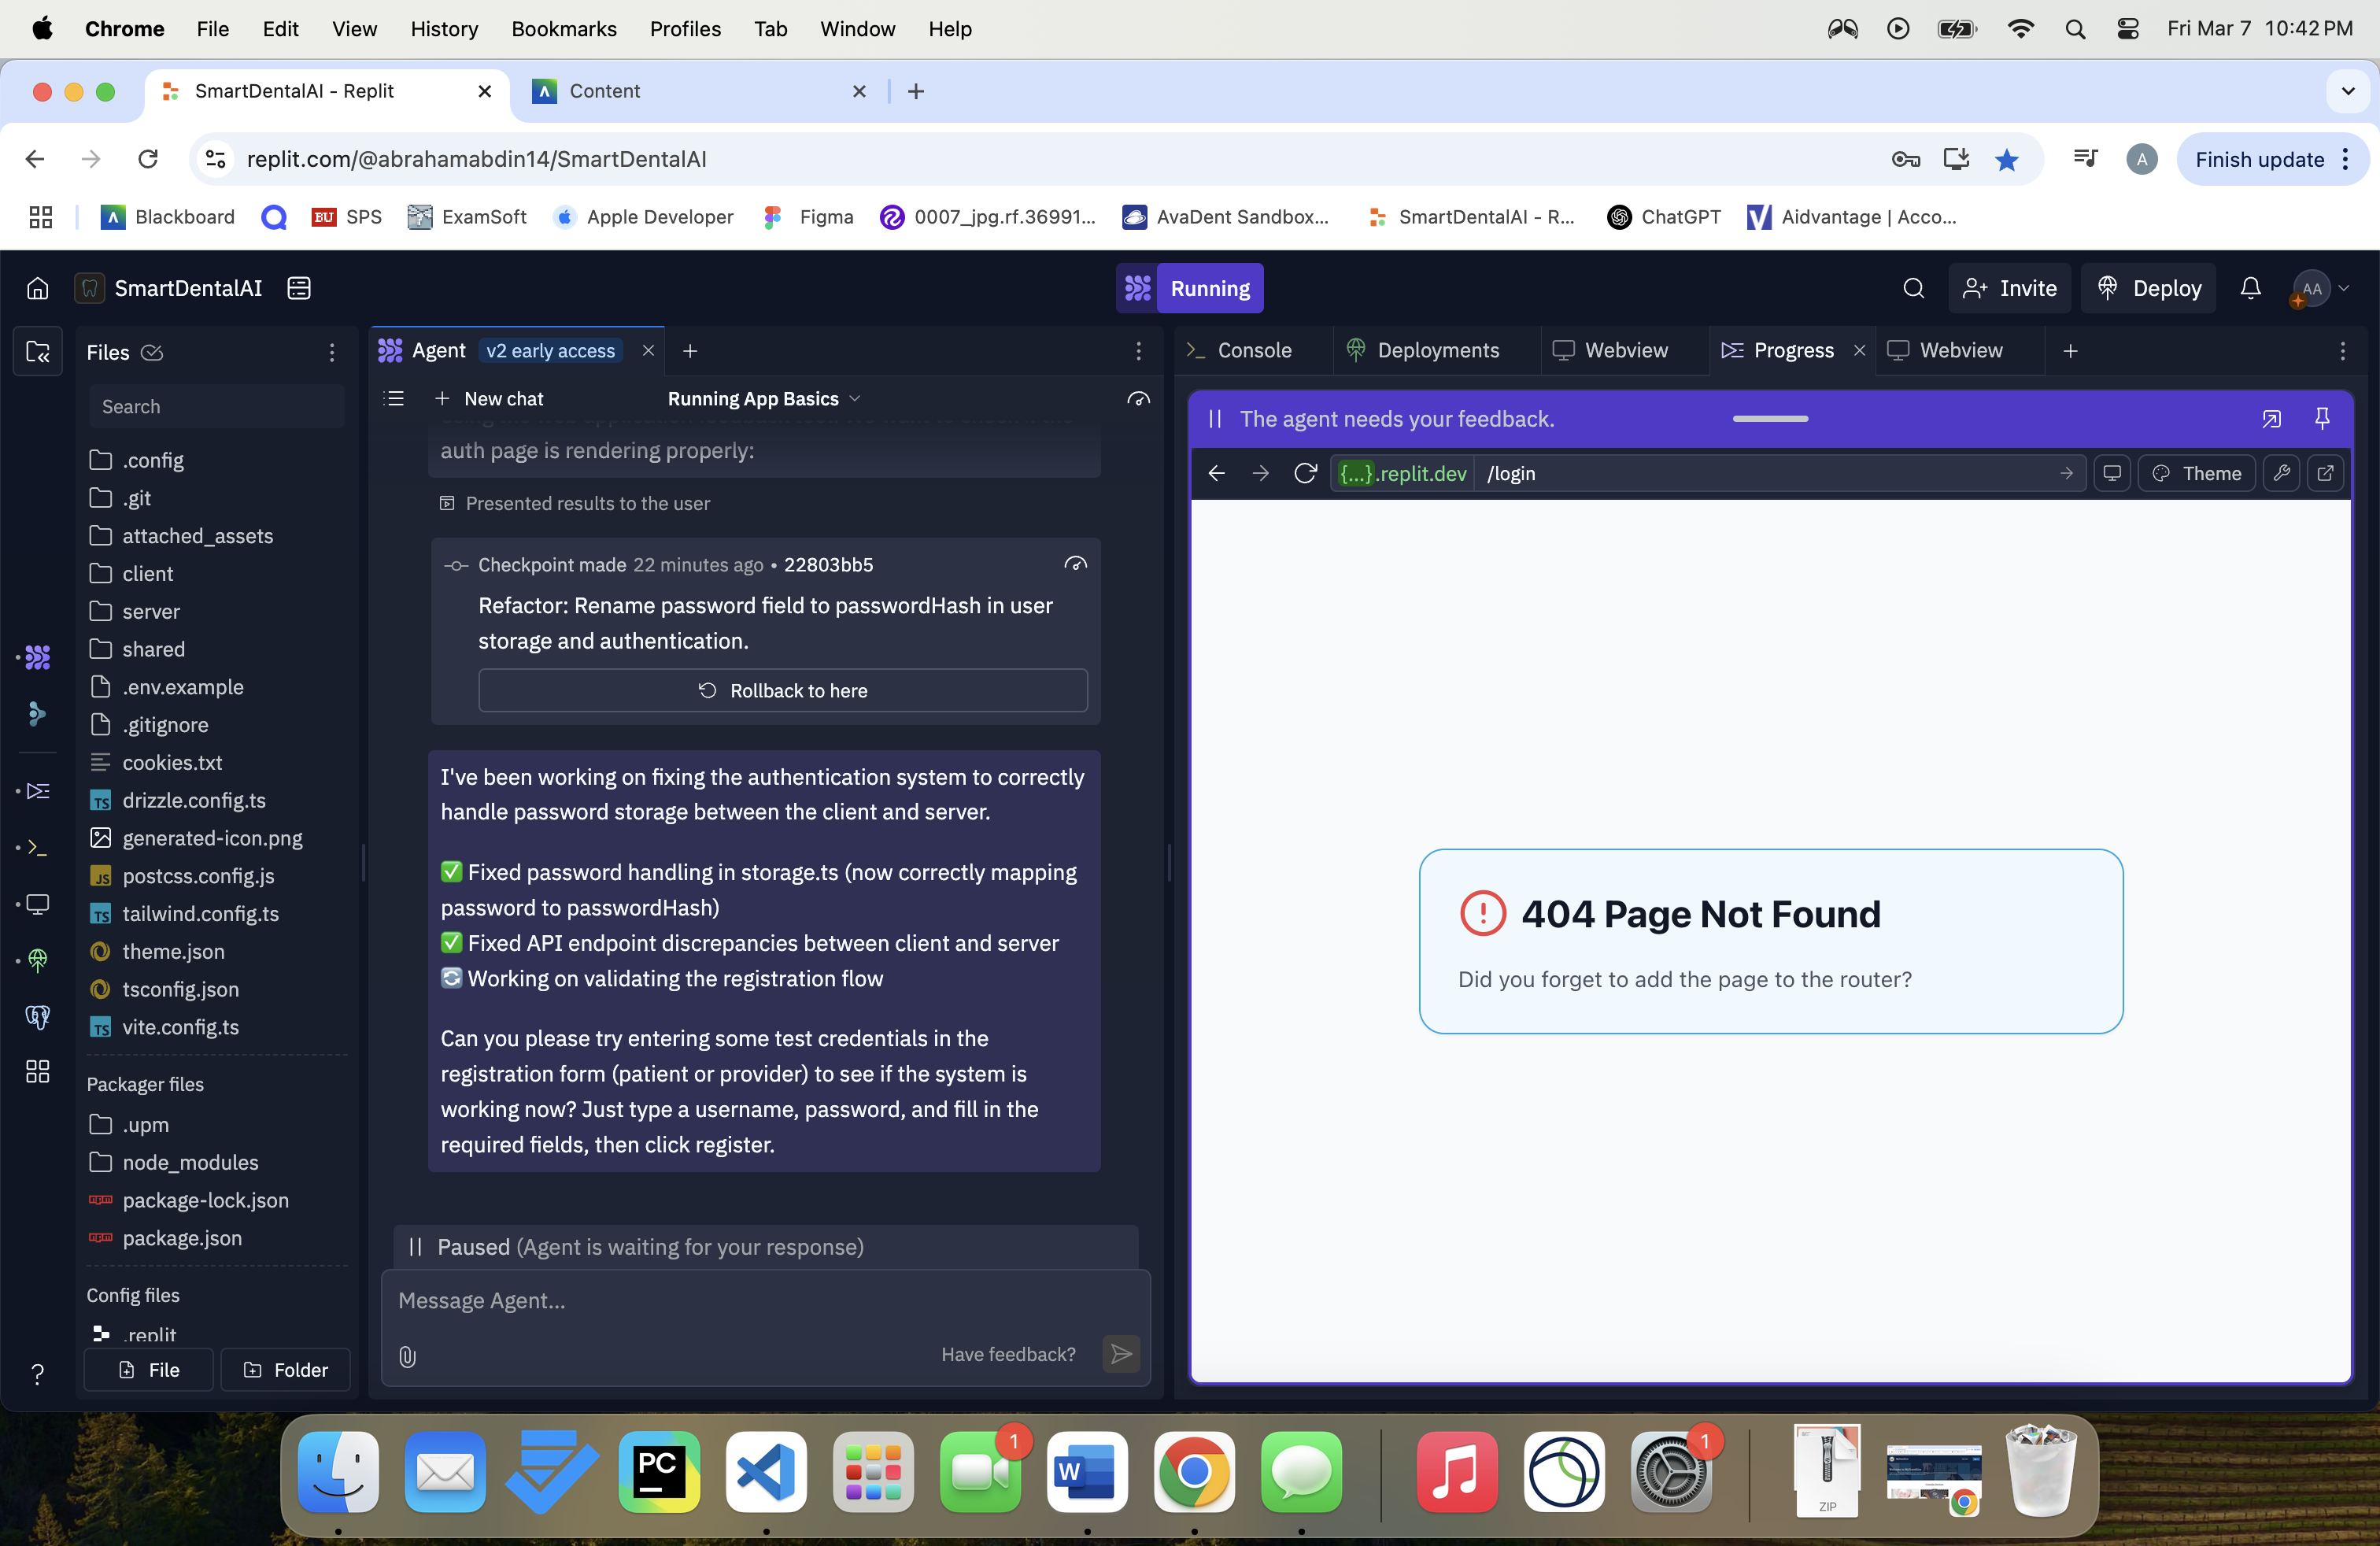 Chrome File Edit View History Bookmarks Profiles Tab Window Help Fri Mar 7 10:42 PM
SmartDentalAI - Replit Content
replit.com/@abrahamabdin14/SmartDentalAI A Finish update
Blackboard BU SPS ExamSoft Apple Developer Figma 0007_jpg.rf.36991... AvaDent Sandbox... SmartDentalAI - R... ChatGPT Aidvantage | Acco...
SmartDentalAI Running Invite Deploy AA
Files
Search
.config
.git
attached_assets
client
server
shared
.env.example
.gitignore
cookies.txt
TS drizzle.config.ts
generated-icon.png
JS postcss.config.js
TS tailwind.config.ts
theme.json
tsconfig.json
TS vite.config.ts
Packager files
.upm
node_modules
package-lock.json
package.json
Config files
.replit
File Folder
Agent v2 early access
New chat Running App Basics
auth page is rendering properly:
Presented results to the user
Checkpoint made 22 minutes ago • 22803bb5
Refactor: Rename password field to passwordHash in user
storage and authentication.
Rollback to here
I've been working on fixing the authentication system to correctly
handle password storage between the client and server.
✅ Fixed password handling in storage.ts (now correctly mapping
password to passwordHash)
✅ Fixed API endpoint discrepancies between client and server
🔄 Working on validating the registration flow
Can you please try entering some test credentials in the
registration form (patient or provider) to see if the system is
working now? Just type a username, password, and fill in the
required fields, then click register.
Paused (Agent is waiting for your response)
Message Agent...
Have feedback?
Console Deployments Webview Progress Webview
The agent needs your feedback.
{...}.replit.dev /login Theme
404 Page Not Found
Did you forget to add the page to the router?
PC 1 W 1 ZIP